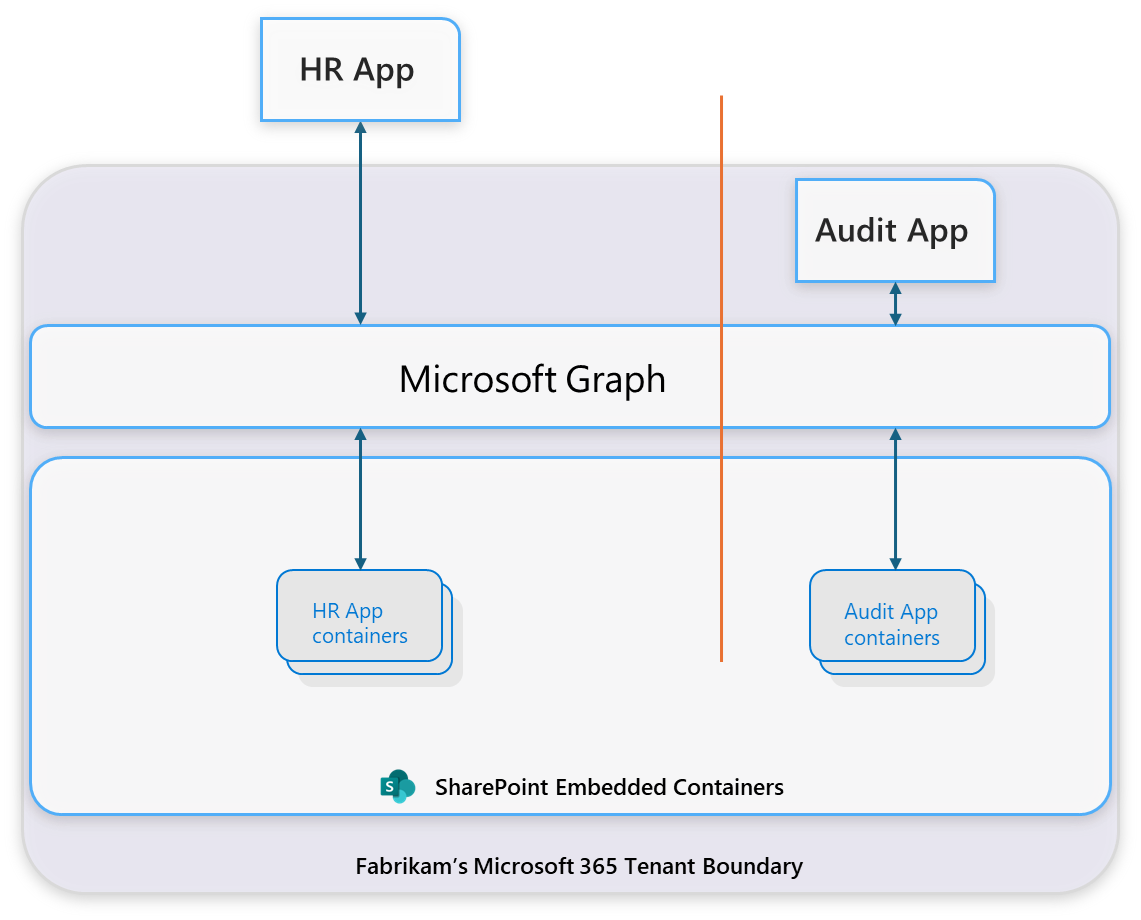 HR App
Audit App
Microsoft Graph
HR App
containers
Audit App
containers
S
SharePoint Embedded Containers
Fabrikam’s Microsoft 365 Tenant Boundary